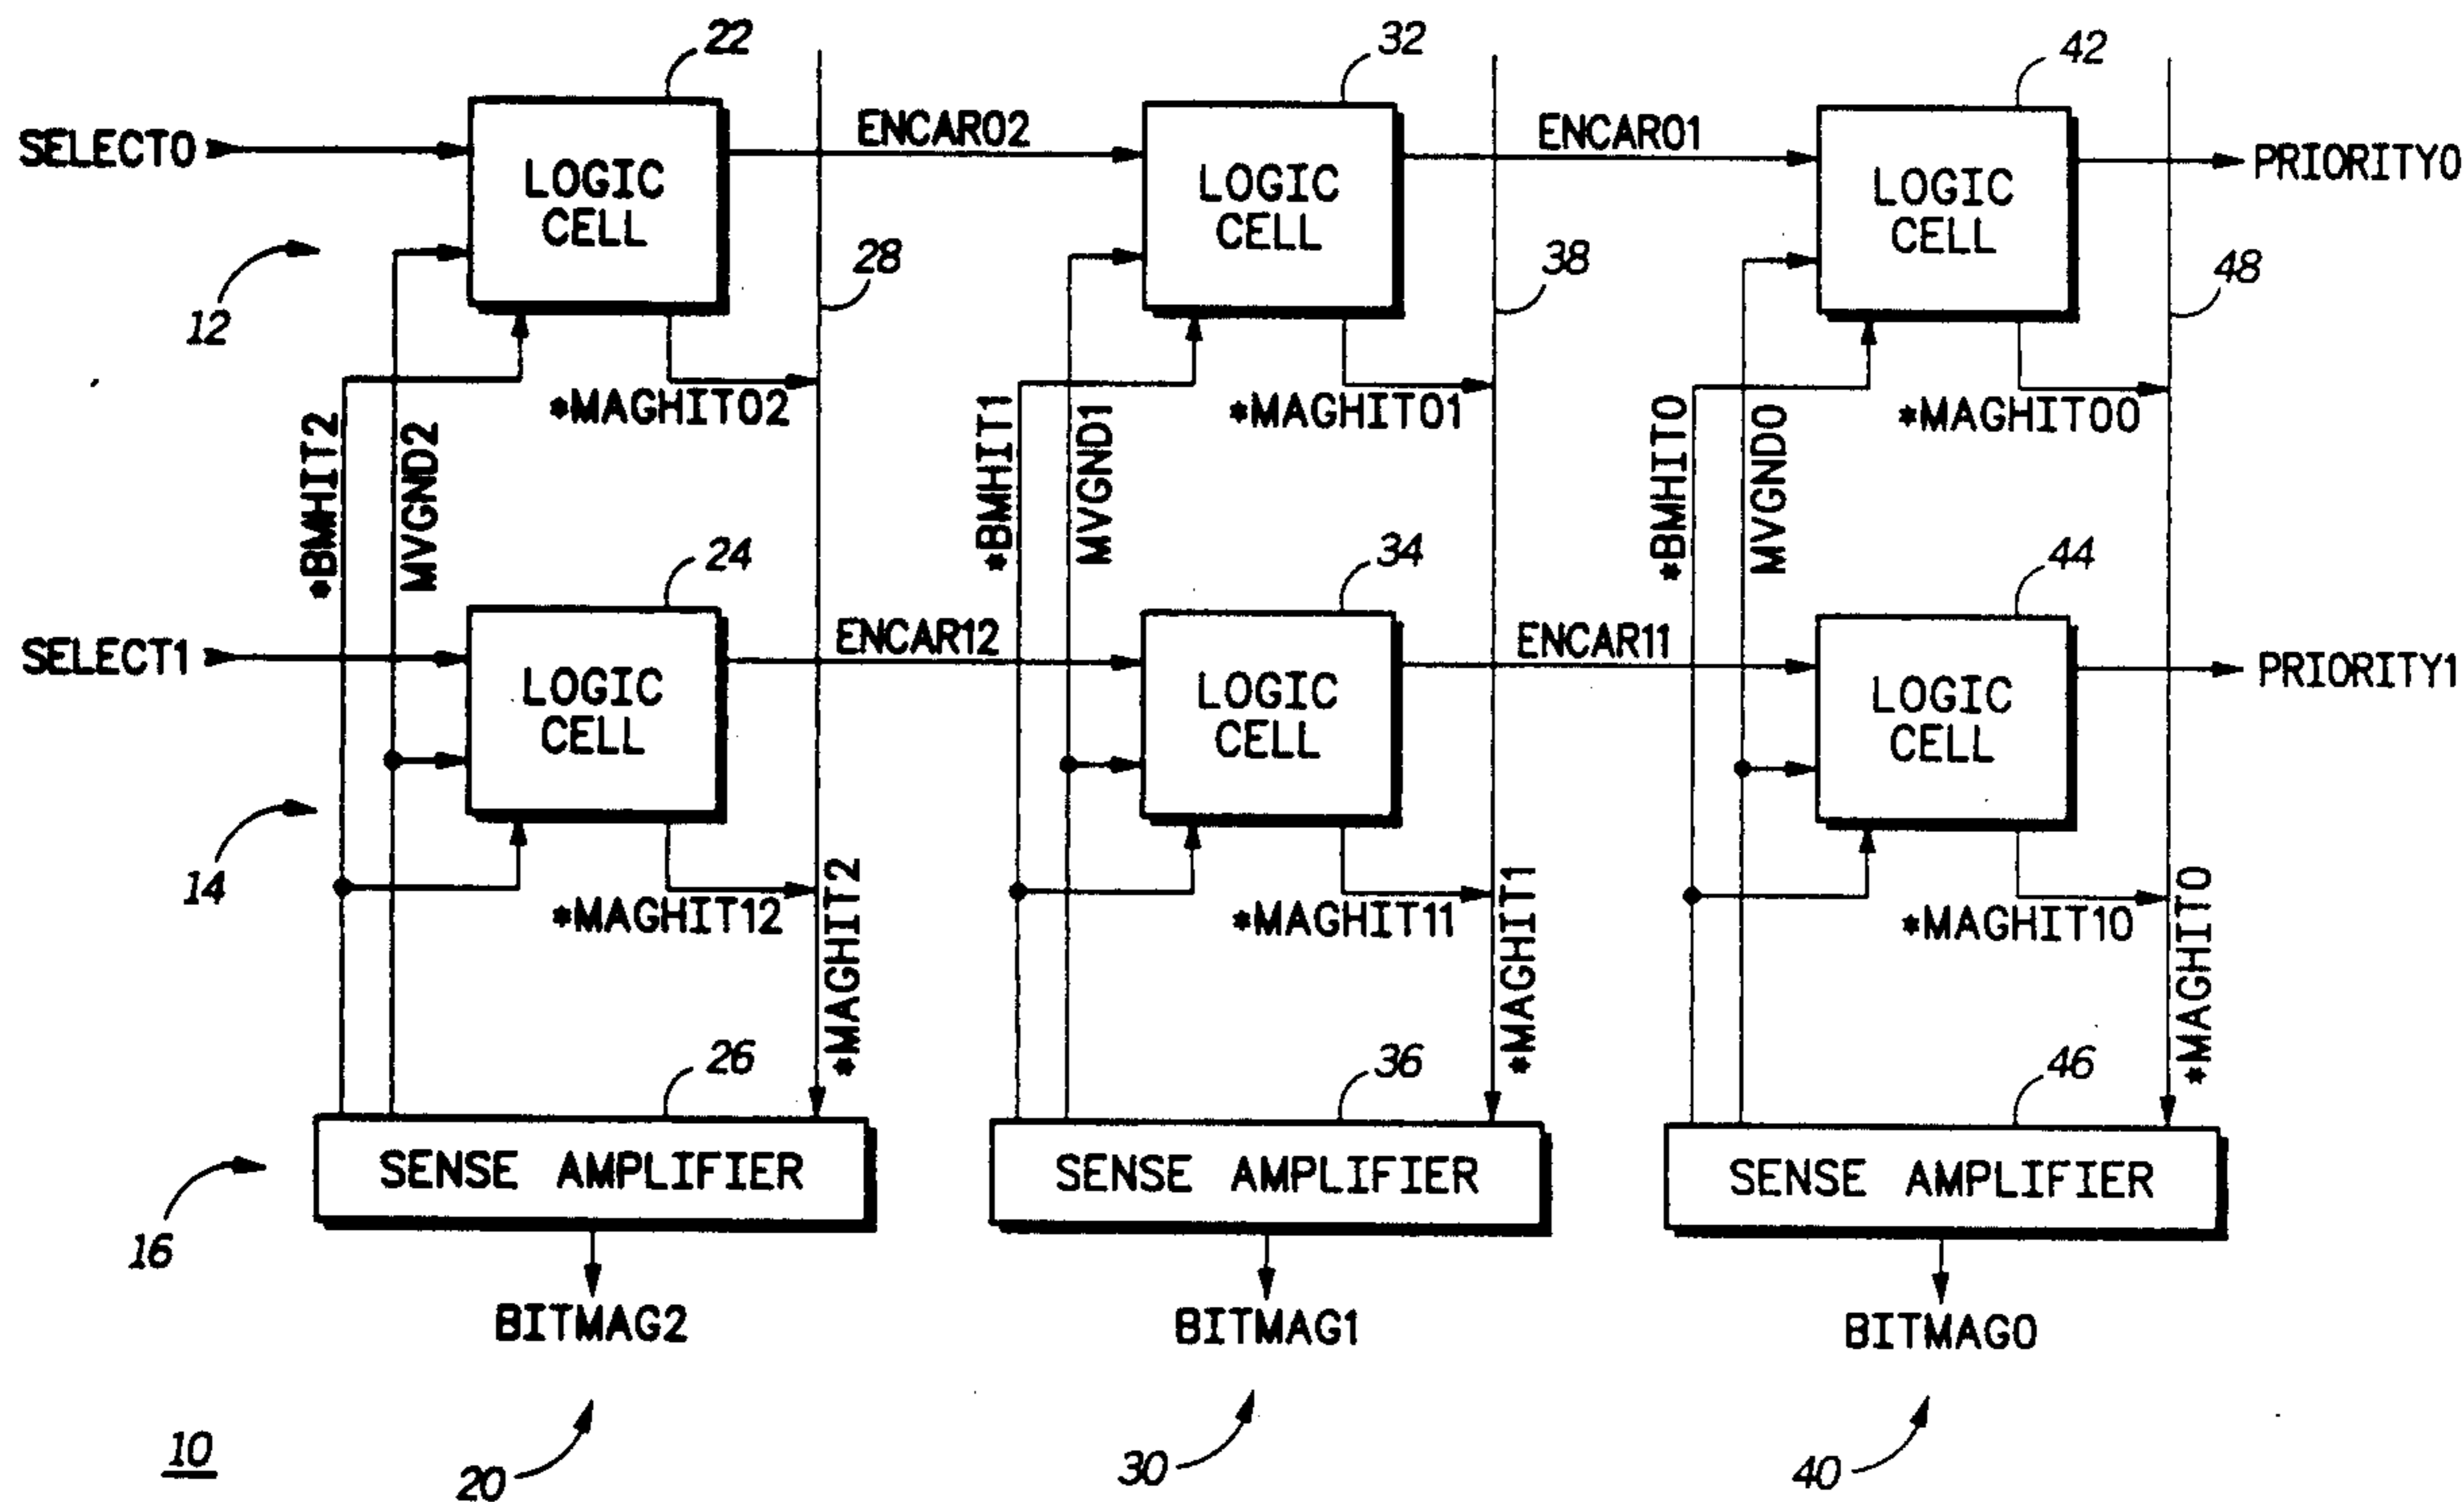 22
32
42
SELECT0
LOGIC CELL
ENCAR02
LOGIC CELL
ENCAR01
LOGIC CELL
PRIORITY0
12
28
38
48
*MAGHIT02
*MAGHIT01
*MAGHIT00
*BMHIT2
MVGND2
*BMHIT1
MVGND1
*BMHIT0
MVGND0
24
34
44
SELECT1
LOGIC CELL
ENCAR12
LOGIC CELL
ENCAR11
LOGIC CELL
PRIORITY1
14
*MAGHIT12
*MAGHIT2
*MAGHIT11
*MAGHIT1
*MAGHIT10
*MAGHIT0
26
36
46
16
SENSE AMPLIFIER
SENSE AMPLIFIER
SENSE AMPLIFIER
BITMAG2
BITMAG1
BITMAG0
10
20
30
40